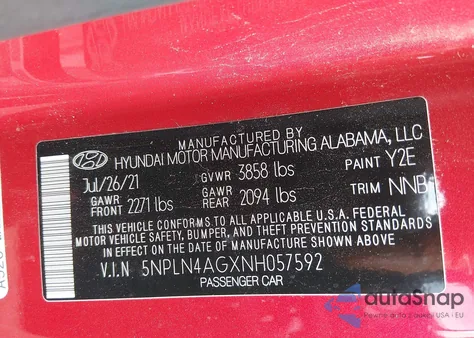 MANUFACTURED BY
HYUNDAI MOTOR MANUFACTURING ALABAMA, LLC
Jul/26/21 GVWR 3858 lbs PAINT Y2E
GAWR FRONT 2271 lbs GAWR REAR 2094 lbs TRIM NNB
THIS VEHICLE CONFORMS TO ALL APPLICABLE U.S.A. FEDERAL
MOTOR VEHICLE SAFETY, BUMPER, AND THEFT PREVENTION STANDARDS
IN EFFECT ON THE DATE OF MANUFACTURE SHOWN ABOVE.
V.I.N 5NPLN4AGXNH057592
PASSENGER CAR
autoSnap